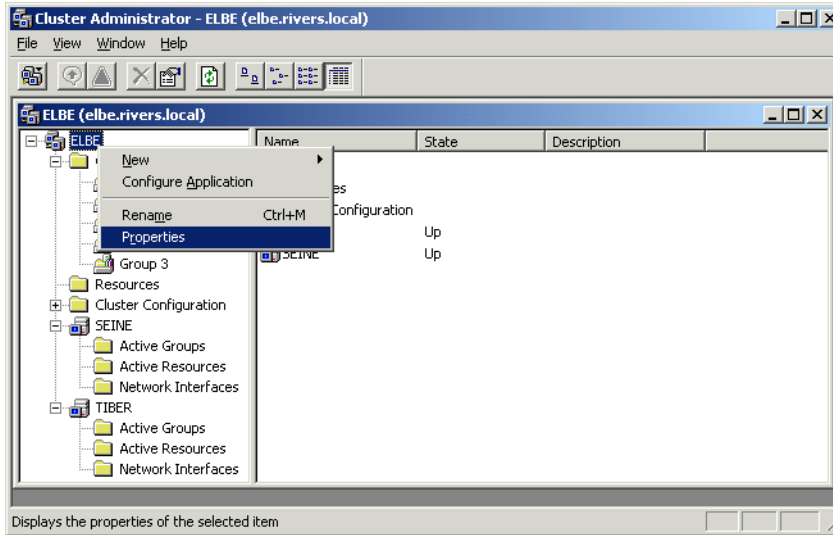 Cluster Administrator - ELBE (elbe.rivers.local)
File View Window Help
ELBE (elbe.rivers.local)
ELBE
Name State Description
New
Configure Application
Rename Ctrl+M
Configuration
Properties
Up
SEINE Up
Group 3
Resources
Cluster Configuration
SEINE
Active Groups
Active Resources
Network Interfaces
TIBER
Active Groups
Active Resources
Network Interfaces
Displays the properties of the selected item